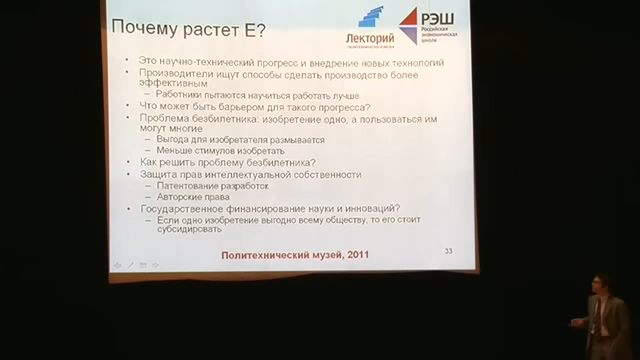 Почему растет Е?
Лекторий
ПОЛИТЕХНИЧЕСКОГО МУЗЕЯ
РЭШ
Российская
экономическая
школа
• Это научно-технический прогресс и внедрение новых технологий
• Производители ищут способы сделать производство более
эффективным
– Работники пытаются научиться работать лучше
• Что может быть барьером для такого прогресса?
• Проблема безбилетника: изобретение одно, а пользоваться им
могут многие
– Выгода для изобретателя размывается
– Меньше стимулов изобретать
• Как решить проблему безбилетника?
• Защита прав интеллектуальной собственности
– Патентование разработок
– Авторские права
• Государственное финансирование науки и инноваций?
– Если одно изобретение выгодно всему обществу, то его стоит
субсидировать
Политехнический музей, 2011
33